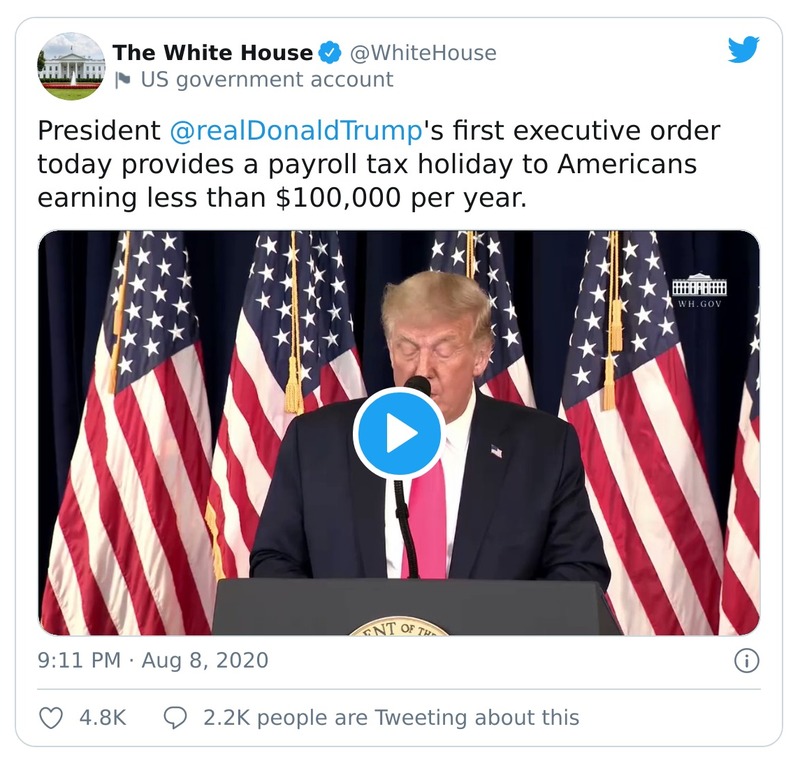 The White House @WhiteHouse
US government account
President @realDonaldTrump's first executive order
today provides a payroll tax holiday to Americans
earning less than $100,000 per year.
WH.GOV
ENT OF THE
9:11 PM · Aug 8, 2020
4.8K 2.2K people are Tweeting about this